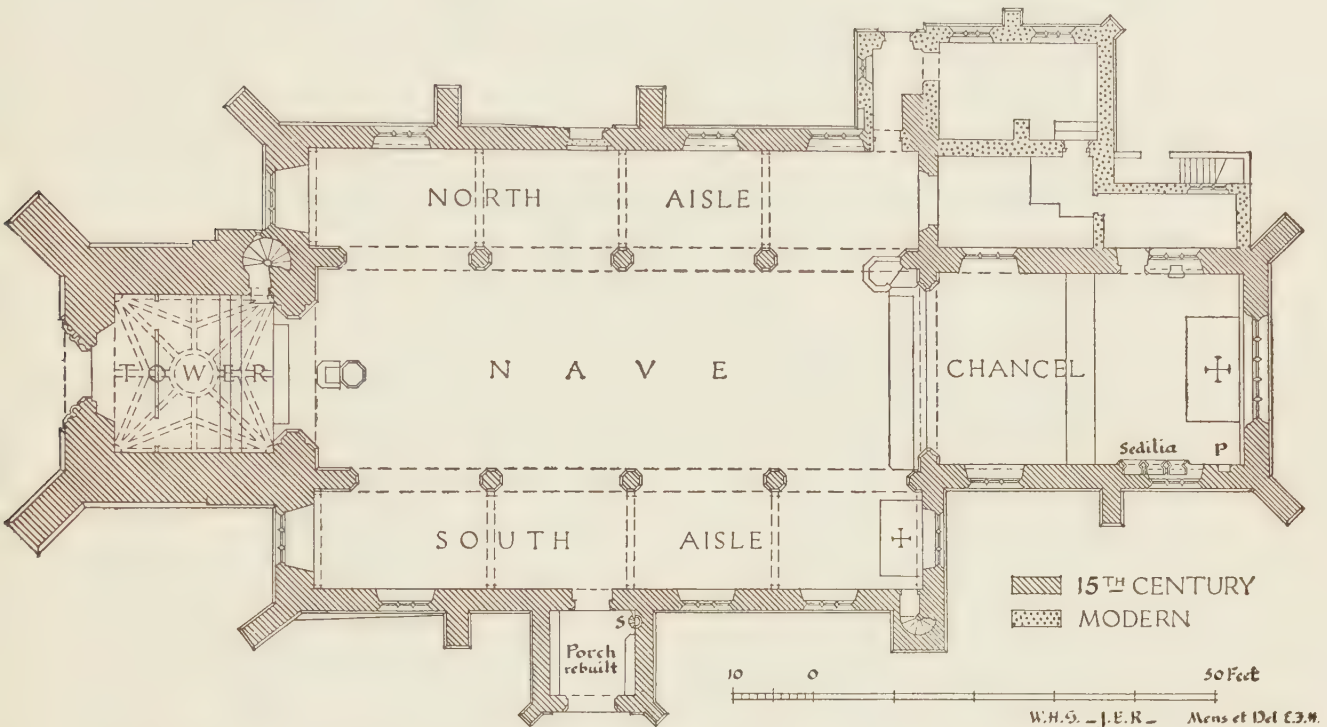 NORTH AISLE
TOWER
NAVE
CHANCEL
Sedilia P
SOUTH AISLE
S
Porch
rebuilt
15TH CENTURY
MODERN
10 0 50 Feet
W.H.G. _ J.E.R _ Mens et Del